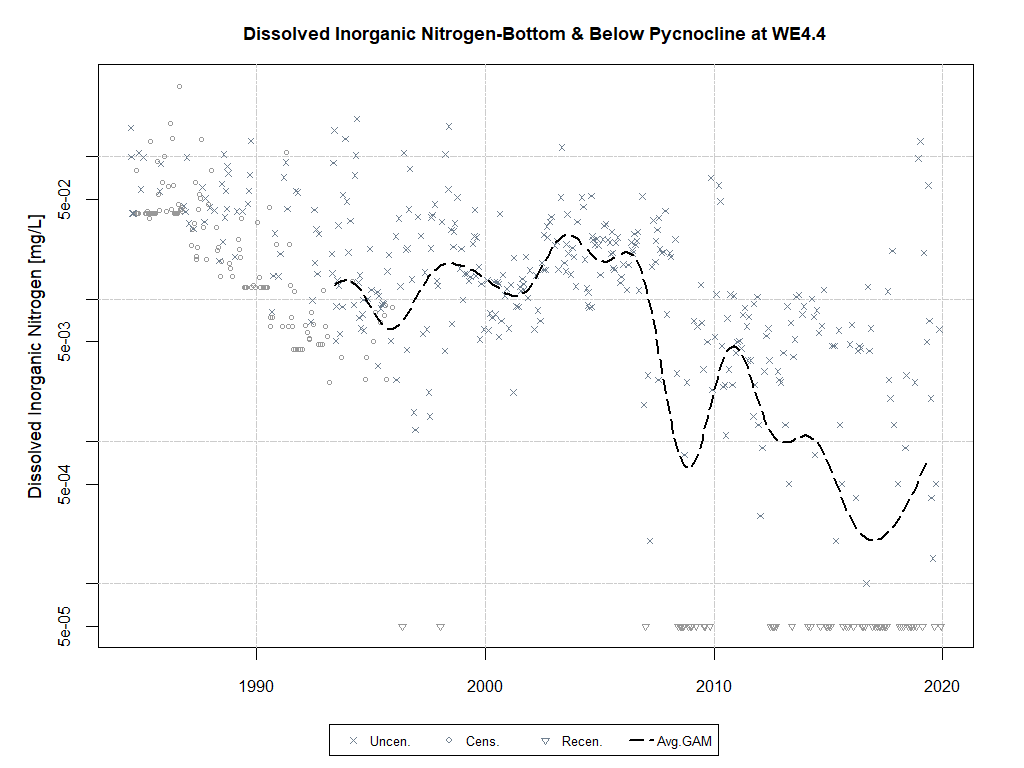 Dissolved Inorganic Nitrogen-Bottom & Below Pycnocline at WE4.4
Dissolved Inorganic Nitrogen [mg/L]
5e-02
5e-03
5e-04
5e-05
1990 2000 2010 2020
Uncen. Cens. Recen. Avg.GAM